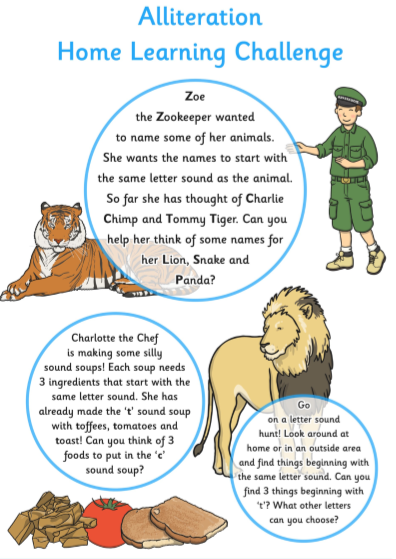 Alliteration
Home Learning Challenge
Zoe
the Zookeeper wanted
to name some of her animals.
She wants the names to start with
the same letter sound as the animal.
So far she has thought of Charlie
Chimp and Tommy Tiger. Can you
help her think of some names for
her Lion, Snake and
Panda?
Charlotte the Chef
is making some silly
sound soups! Each soup needs
3 ingredients that start with the
same letter sound. She has
already made the ‘t’ sound soup
with toffees, tomatoes and
toast! Can you think of 3
foods to put in the ‘c’
sound soup?
Go
on a letter sound
hunt! Look around at
home or in an outside area
and find things beginning with
the same letter sound. Can you
find 3 things beginning with
‘t’? What other letters
can you choose?